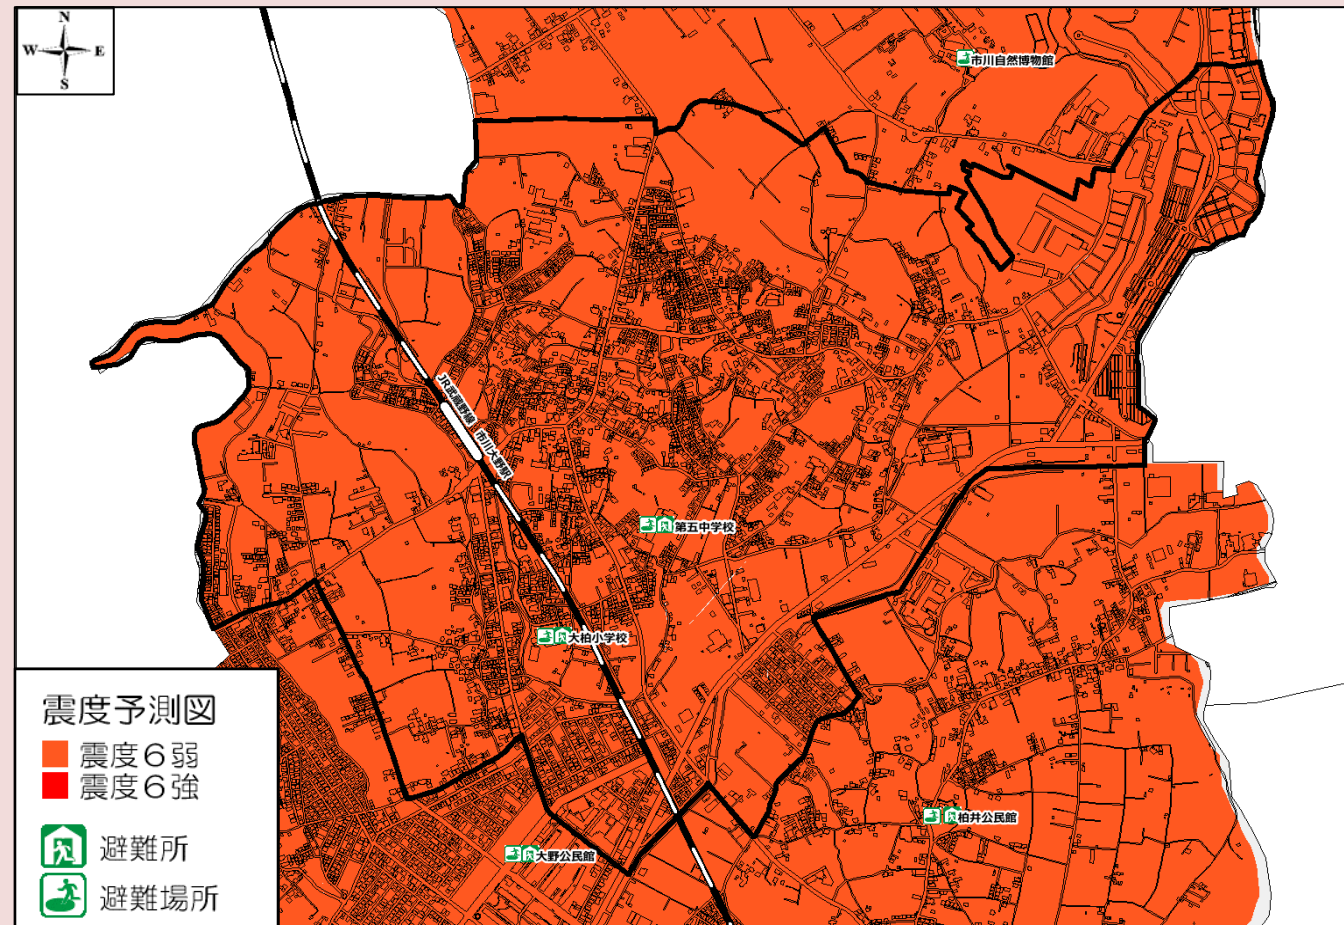 N
W E
S
市川自然博物館
JR武蔵野線 市川大野駅
第五中学校
大柏小学校
柏井公民館
大野公民館
震度予測図
震度6弱
震度6強
避難所
避難場所